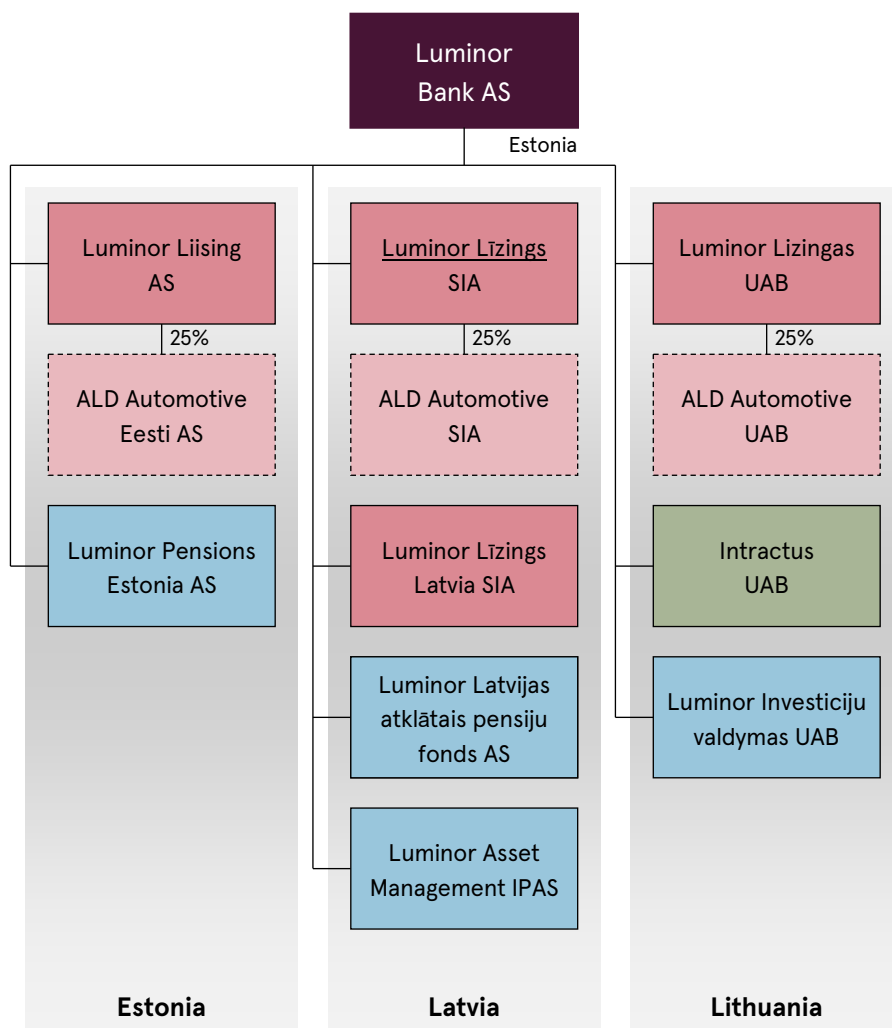 Luminor
Bank AS
Estonia
Luminor Liising
AS
25%
ALD Automotive
Eesti AS
Luminor Pensions
Estonia AS
Estonia
Luminor Līzings
SIA
25%
ALD Automotive
SIA
Luminor Līzings
Latvia SIA
Luminor Latvijas
atklātais pensiju
fonds AS
Luminor Asset
Management IPAS
Latvia
Luminor Lizingas
UAB
25%
ALD Automotive
UAB
Intractus
UAB
Luminor Investiciju
valdymas UAB
Lithuania